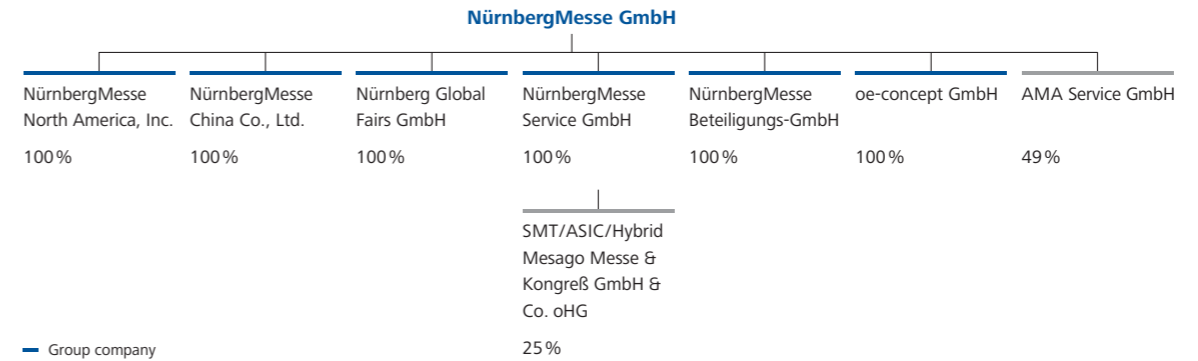 NürnbergMesse GmbH
NürnbergMesse
North America, Inc.
100 %
NürnbergMesse
China Co., Ltd.
100 %
Nürnberg Global
Fairs GmbH
100 %
NürnbergMesse
Service GmbH
100 %
NürnbergMesse
Beteiligungs-GmbH
100 %
oe-concept GmbH
100 %
AMA Service GmbH
49 %
SMT/ASIC/Hybrid
Mesago Messe &
Kongreß GmbH &
Co. oHG
25 %
Group company